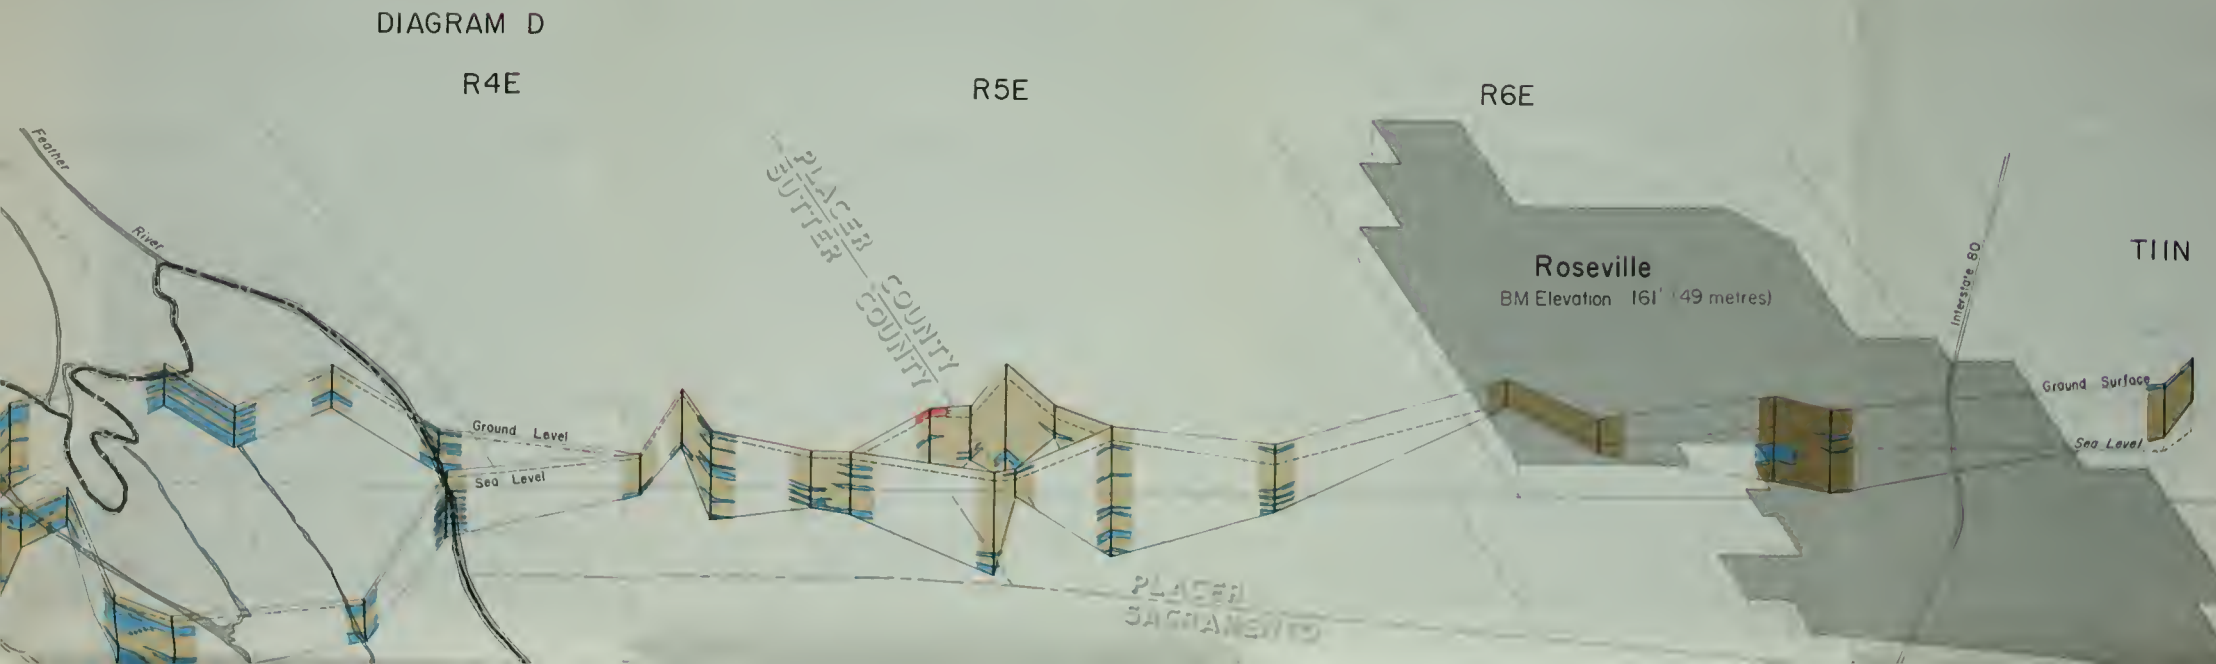 DIAGRAM D
R4E
R5E
R6E
Feather
River
PLACER COUNTY
SUTTER COUNTY
Roseville
BM Elevation 161' (49 metres)
Interstate 80
T11N
Ground Surface
Sea Level
Ground Level
Sea Level
PLACER
SACRAMENTO